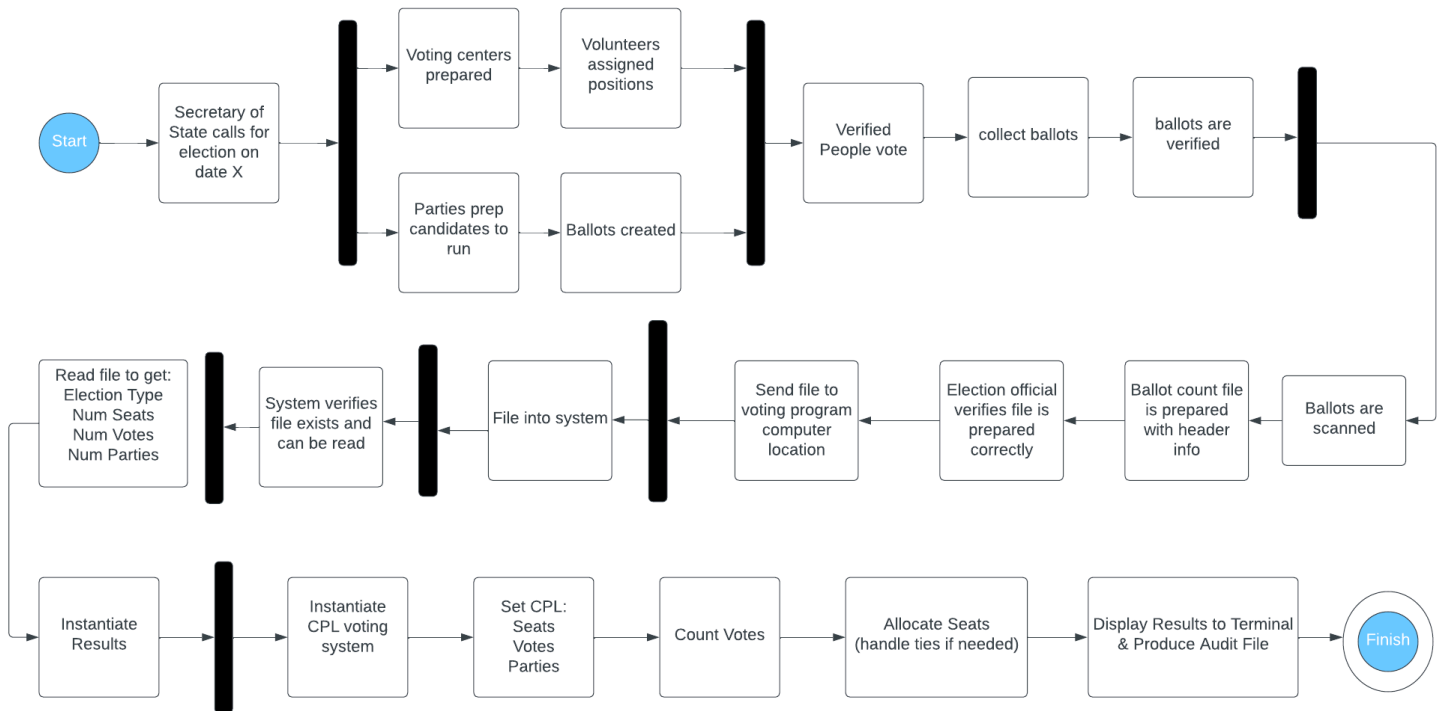 Start
Secretary of
State calls for
election on
date X
Voting centers
prepared
Volunteers
assigned
positions
Parties prep
candidates to
run
Ballots created
Verified
People vote
collect ballots
ballots are
verified
Ballots are
scanned
Ballot count file
is prepared
with header
info
Election official
verifies file is
prepared
correctly
Send file to
voting program
computer
location
File into system
System verifies
file exists and
can be read
Read file to get:
Election Type
Num Seats
Num Votes
Num Parties
Instantiate
Results
Instantiate
CPL voting
system
Set CPL:
Seats
Votes
Parties
Count Votes
Allocate Seats
(handle ties if needed)
Display Results to Terminal
& Produce Audit File
Finish